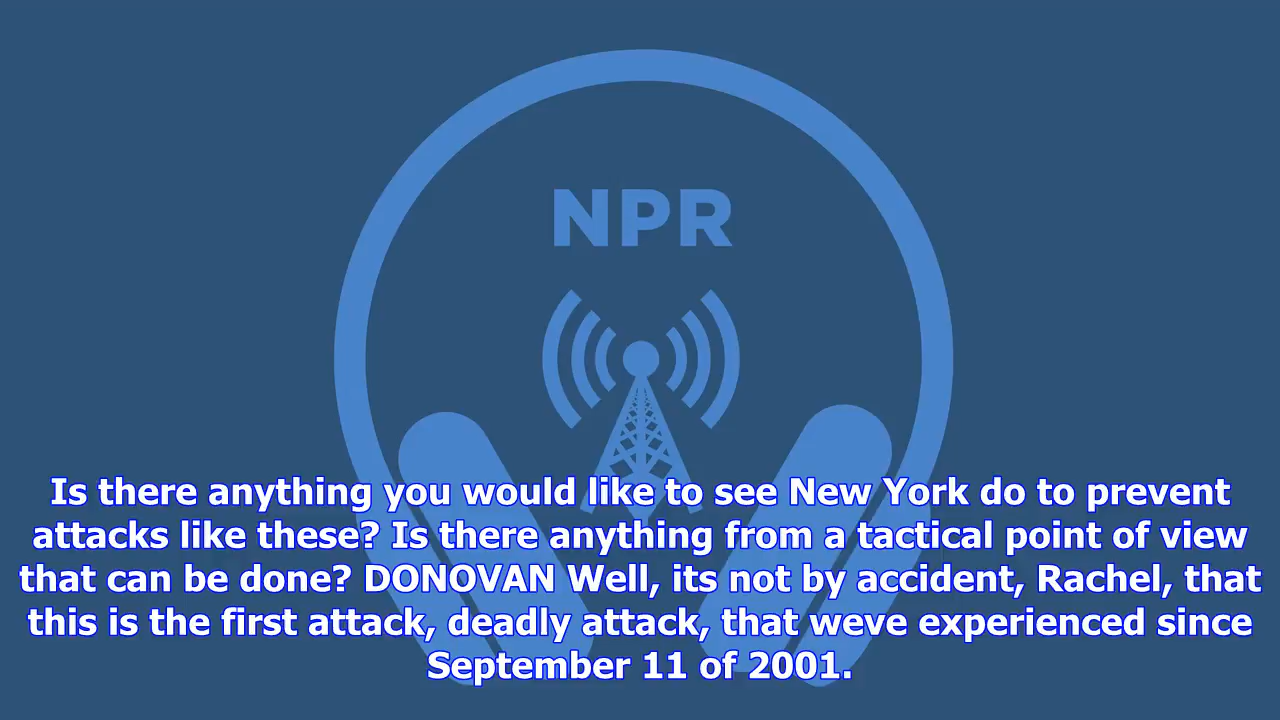 NPR
Is there anything you would like to see New York do to prevent
attacks like these? Is there anything from a tactical point of view
that can be done? DONOVAN Well, its not by accident, Rachel, that
this is the first attack, deadly attack, that weve experienced since
September 11 of 2001.